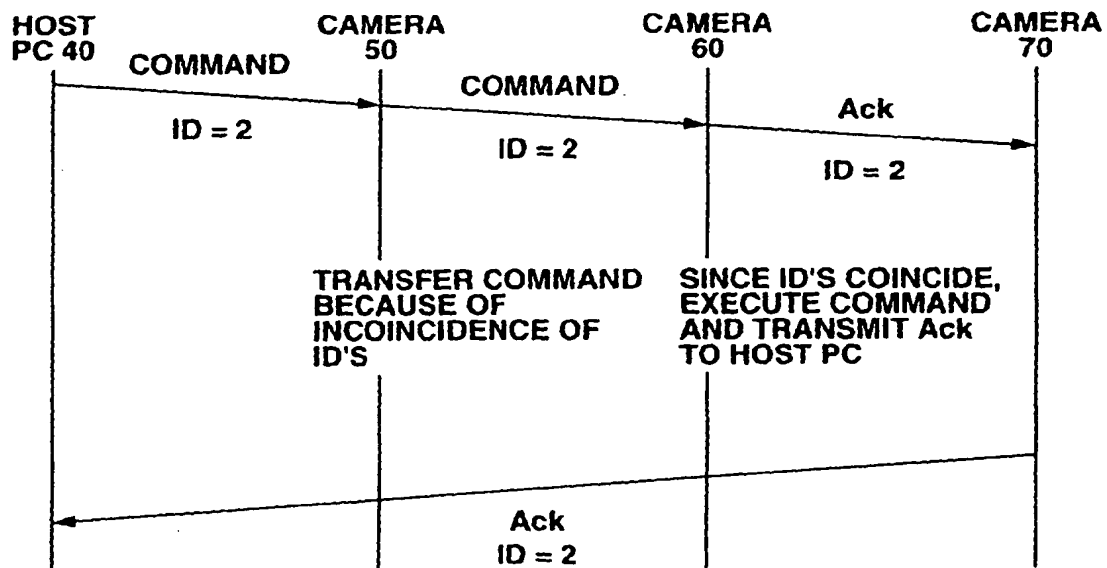 HOST
PC 40
CAMERA
50
CAMERA
60
CAMERA
70
COMMAND
ID = 2
COMMAND
ID = 2
Ack
ID = 2
TRANSFER COMMAND
BECAUSE OF
INCOINCIDENCE OF
ID'S
SINCE ID'S COINCIDE,
EXECUTE COMMAND
AND TRANSMIT Ack
TO HOST PC
Ack
ID = 2